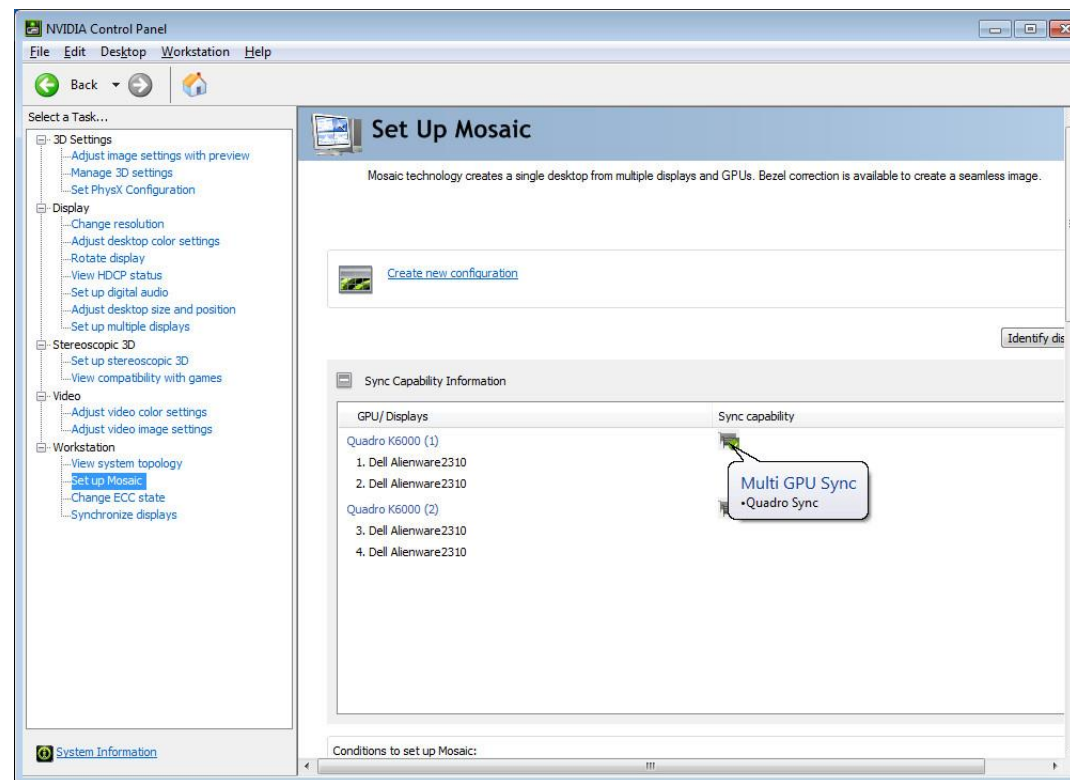 NVIDIA Control Panel
File Edit Desktop Workstation Help
Back
Select a Task...
3D Settings
Adjust image settings with preview
Manage 3D settings
Set PhysX Configuration
Display
Change resolution
Adjust desktop color settings
Rotate display
View HDCP status
Set up digital audio
Adjust desktop size and position
Set up multiple displays
Stereoscopic 3D
Set up stereoscopic 3D
View compatibility with games
Video
Adjust video color settings
Adjust video image settings
Workstation
View system topology
Set up Mosaic
Change ECC state
Synchronize displays
System Information
Set Up Mosaic
Mosaic technology creates a single desktop from multiple displays and GPUs. Bezel correction is available to create a seamless image.
Create new configuration
Identify dis
Sync Capability Information
GPU/Displays Sync capability
Quadro K6000 (1)
1. Dell Alienware2310
2. Dell Alienware2310
Multi GPU Sync
•Quadro Sync
Quadro K6000 (2)
3. Dell Alienware2310
4. Dell Alienware2310
Conditions to set up Mosaic: